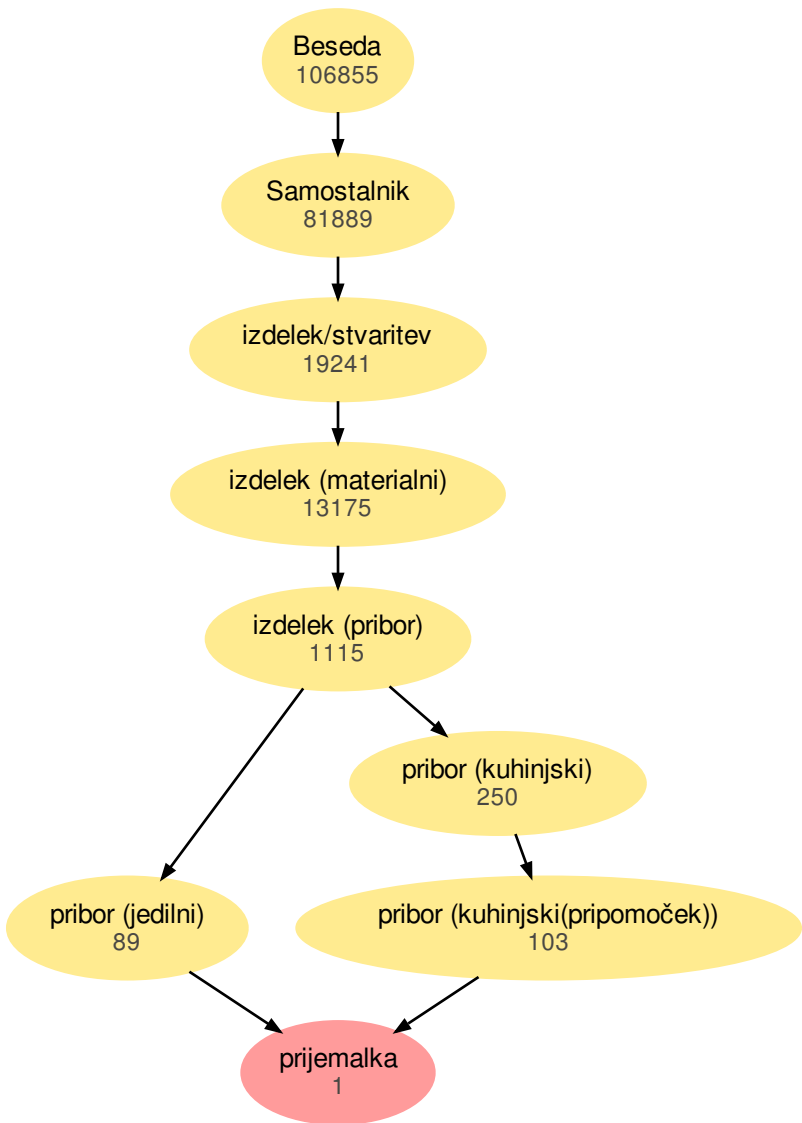 Beseda
106855
Samostalnik
81889
izdelek/stvaritev
19241
izdelek (materialni)
13175
izdelek (pribor)
1115
pribor (kuhinjski)
250
pribor (jedilni)
89
pribor (kuhinjski(pripomoček))
103
prijemalka
1